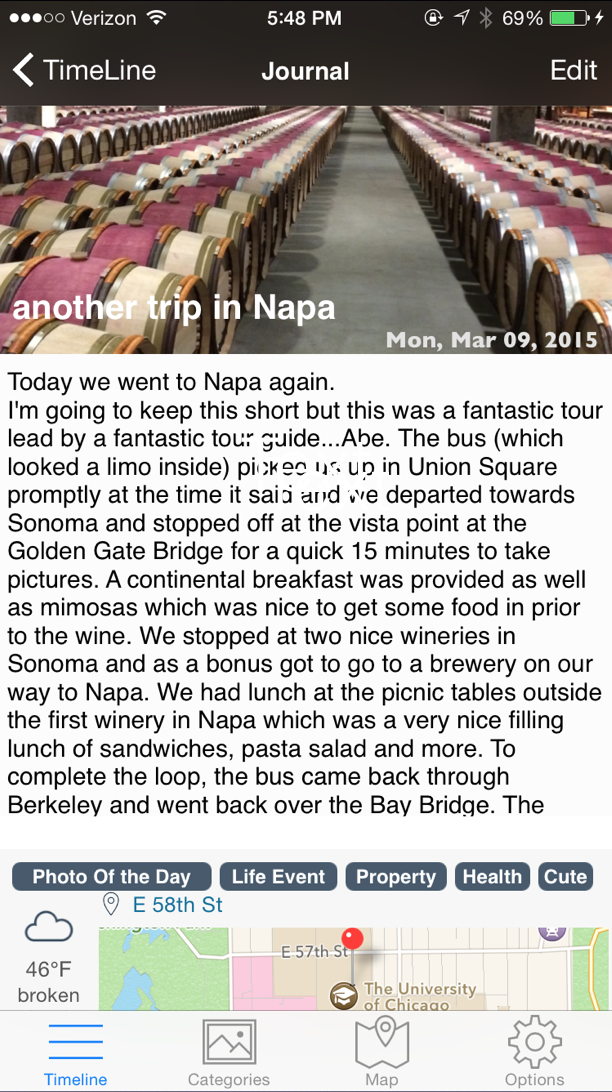 Verizon 5:48 PM 69%
TimeLine Journal Edit
another trip in Napa
Mon, Mar 09, 2015
Today we went to Napa again.
I'm going to keep this short but this was a fantastic tour
lead by a fantastic tour guide...Abe. The bus (which
looked a limo inside) picked us up in Union Square
promptly at the time it said and we departed towards
Sonoma and stopped off at the vista point at the
Golden Gate Bridge for a quick 15 minutes to take
pictures. A continental breakfast was provided as well
as mimosas which was nice to get some food in prior
to the wine. We stopped at two nice wineries in
Sonoma and as a bonus got to go to a brewery on our
way to Napa. We had lunch at the picnic tables outside
the first winery in Napa which was a very nice filling
lunch of sandwiches, pasta salad and more. To
complete the loop, the bus came back through
Berkeley and went back over the Bay Bridge. The
Photo Of the Day Life Event Property Health Cute
E 58th St
46°F
broken
E 57th St
The University
of Chicago
Timeline Categories Map Options